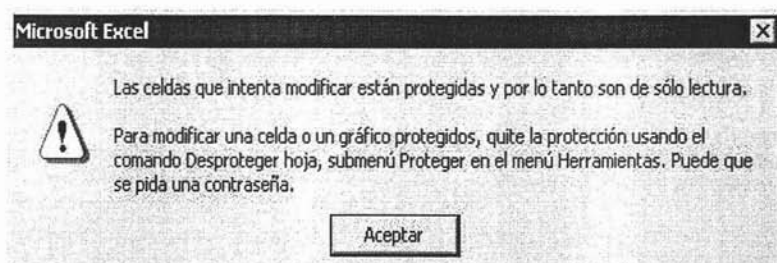 Microsoft Excel
Las celdas que intenta modificar están protegidas y por lo tanto son de sólo lectura.
Para modificar una celda o un gráfico protegidos, quite la protección usando el
comando Desproteger hoja, submenú Proteger en el menú Herramientas. Puede que
se pida una contraseña.
Aceptar